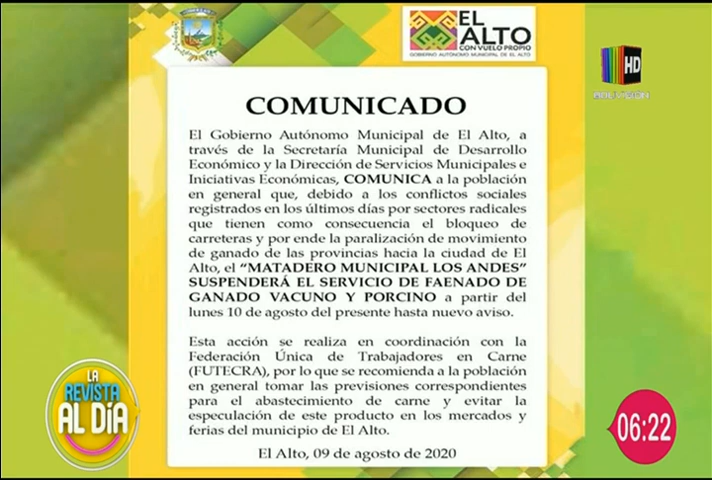 EL
ALTO
CON VUELO PROPIO
GOBIERNO AUTÓNOMO MUNICIPAL DE EL ALTO
HD
COMUNICADO
El Gobierno Autónomo Municipal de El Alto, a
través de la Secretaría Municipal de Desarrollo
Económico y la Dirección de Servicios Municipales e
Iniciativas Económicas, COMUNICA a la población
en general que, debido a los conflictos sociales
registrados en los últimos días por sectores radicales
que tienen como consecuencia el bloqueo de
carreteras y por ende la paralización de movimiento
de ganado de las provincias hacia la ciudad de El
Alto, el “MATADERO MUNICIPAL LOS ANDES”
SUSPENDERÁ EL SERVICIO DE FAENADO DE
GANADO VACUNO Y PORCINO a partir del
lunes 10 de agosto del presente hasta nuevo aviso.
Esta acción se realiza en coordinación con la
Federación Única de Trabajadores en Carne
(FUTECRA), por lo que se recomienda a la población
en general tomar las previsiones correspondientes
para el abastecimiento de carne y evitar la
especulación de este producto en los mercados y
ferias del municipio de El Alto.
El Alto, 09 de agosto de 2020
LA
REVISTA
AL DÍA
06:22